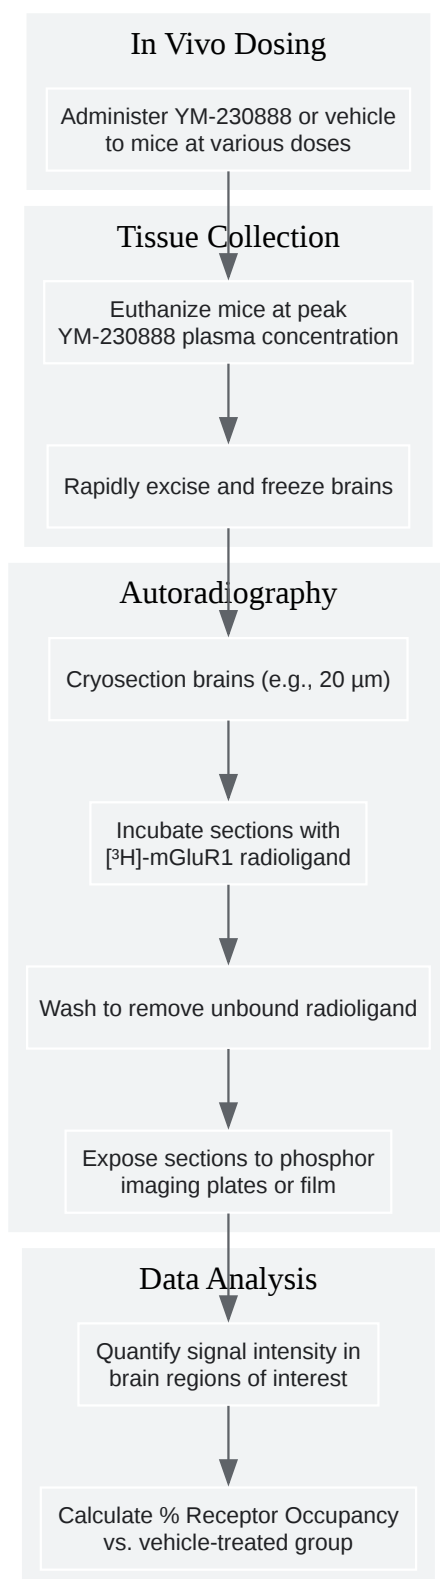 In Vivo Dosing
Administer YM-230888 or vehicle
to mice at various doses
Tissue Collection
Euthanize mice at peak
YM-230888 plasma concentration
Rapidly excise and freeze brains
Autoradiography
Cryosection brains (e.g., 20 µm)
Incubate sections with
[³H]-mGluR1 radioligand
Wash to remove unbound radioligand
Expose sections to phosphor
imaging plates or film
Data Analysis
Quantify signal intensity in
brain regions of interest
Calculate % Receptor Occupancy
vs. vehicle-treated group